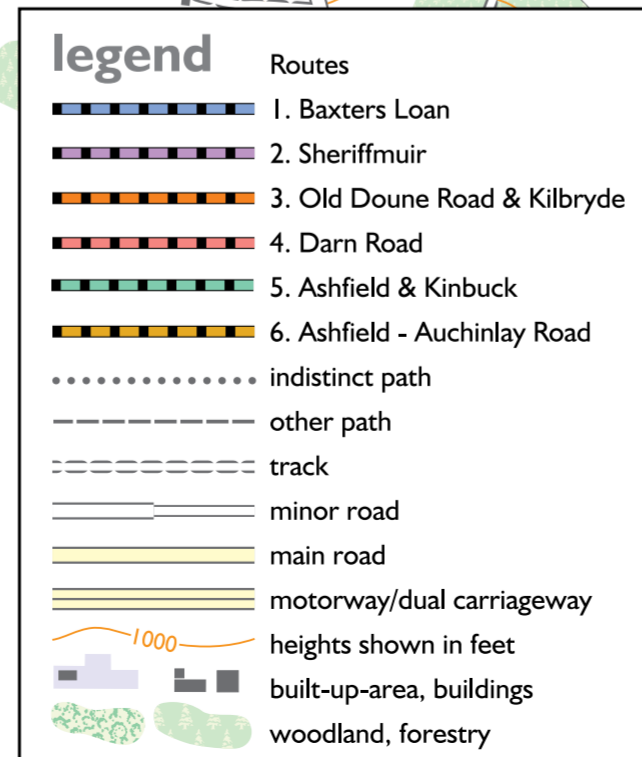 legend
Routes
1. Baxters Loan
2. Sheriffmuir
3. Old Doune Road & Kilbryde
4. Darn Road
5. Ashfield & Kinbuck
6. Ashfield - Auchinlay Road
indistinct path
other path
track
minor road
main road
motorway/dual carriageway
1000
heights shown in feet
built-up-area, buildings
woodland, forestry